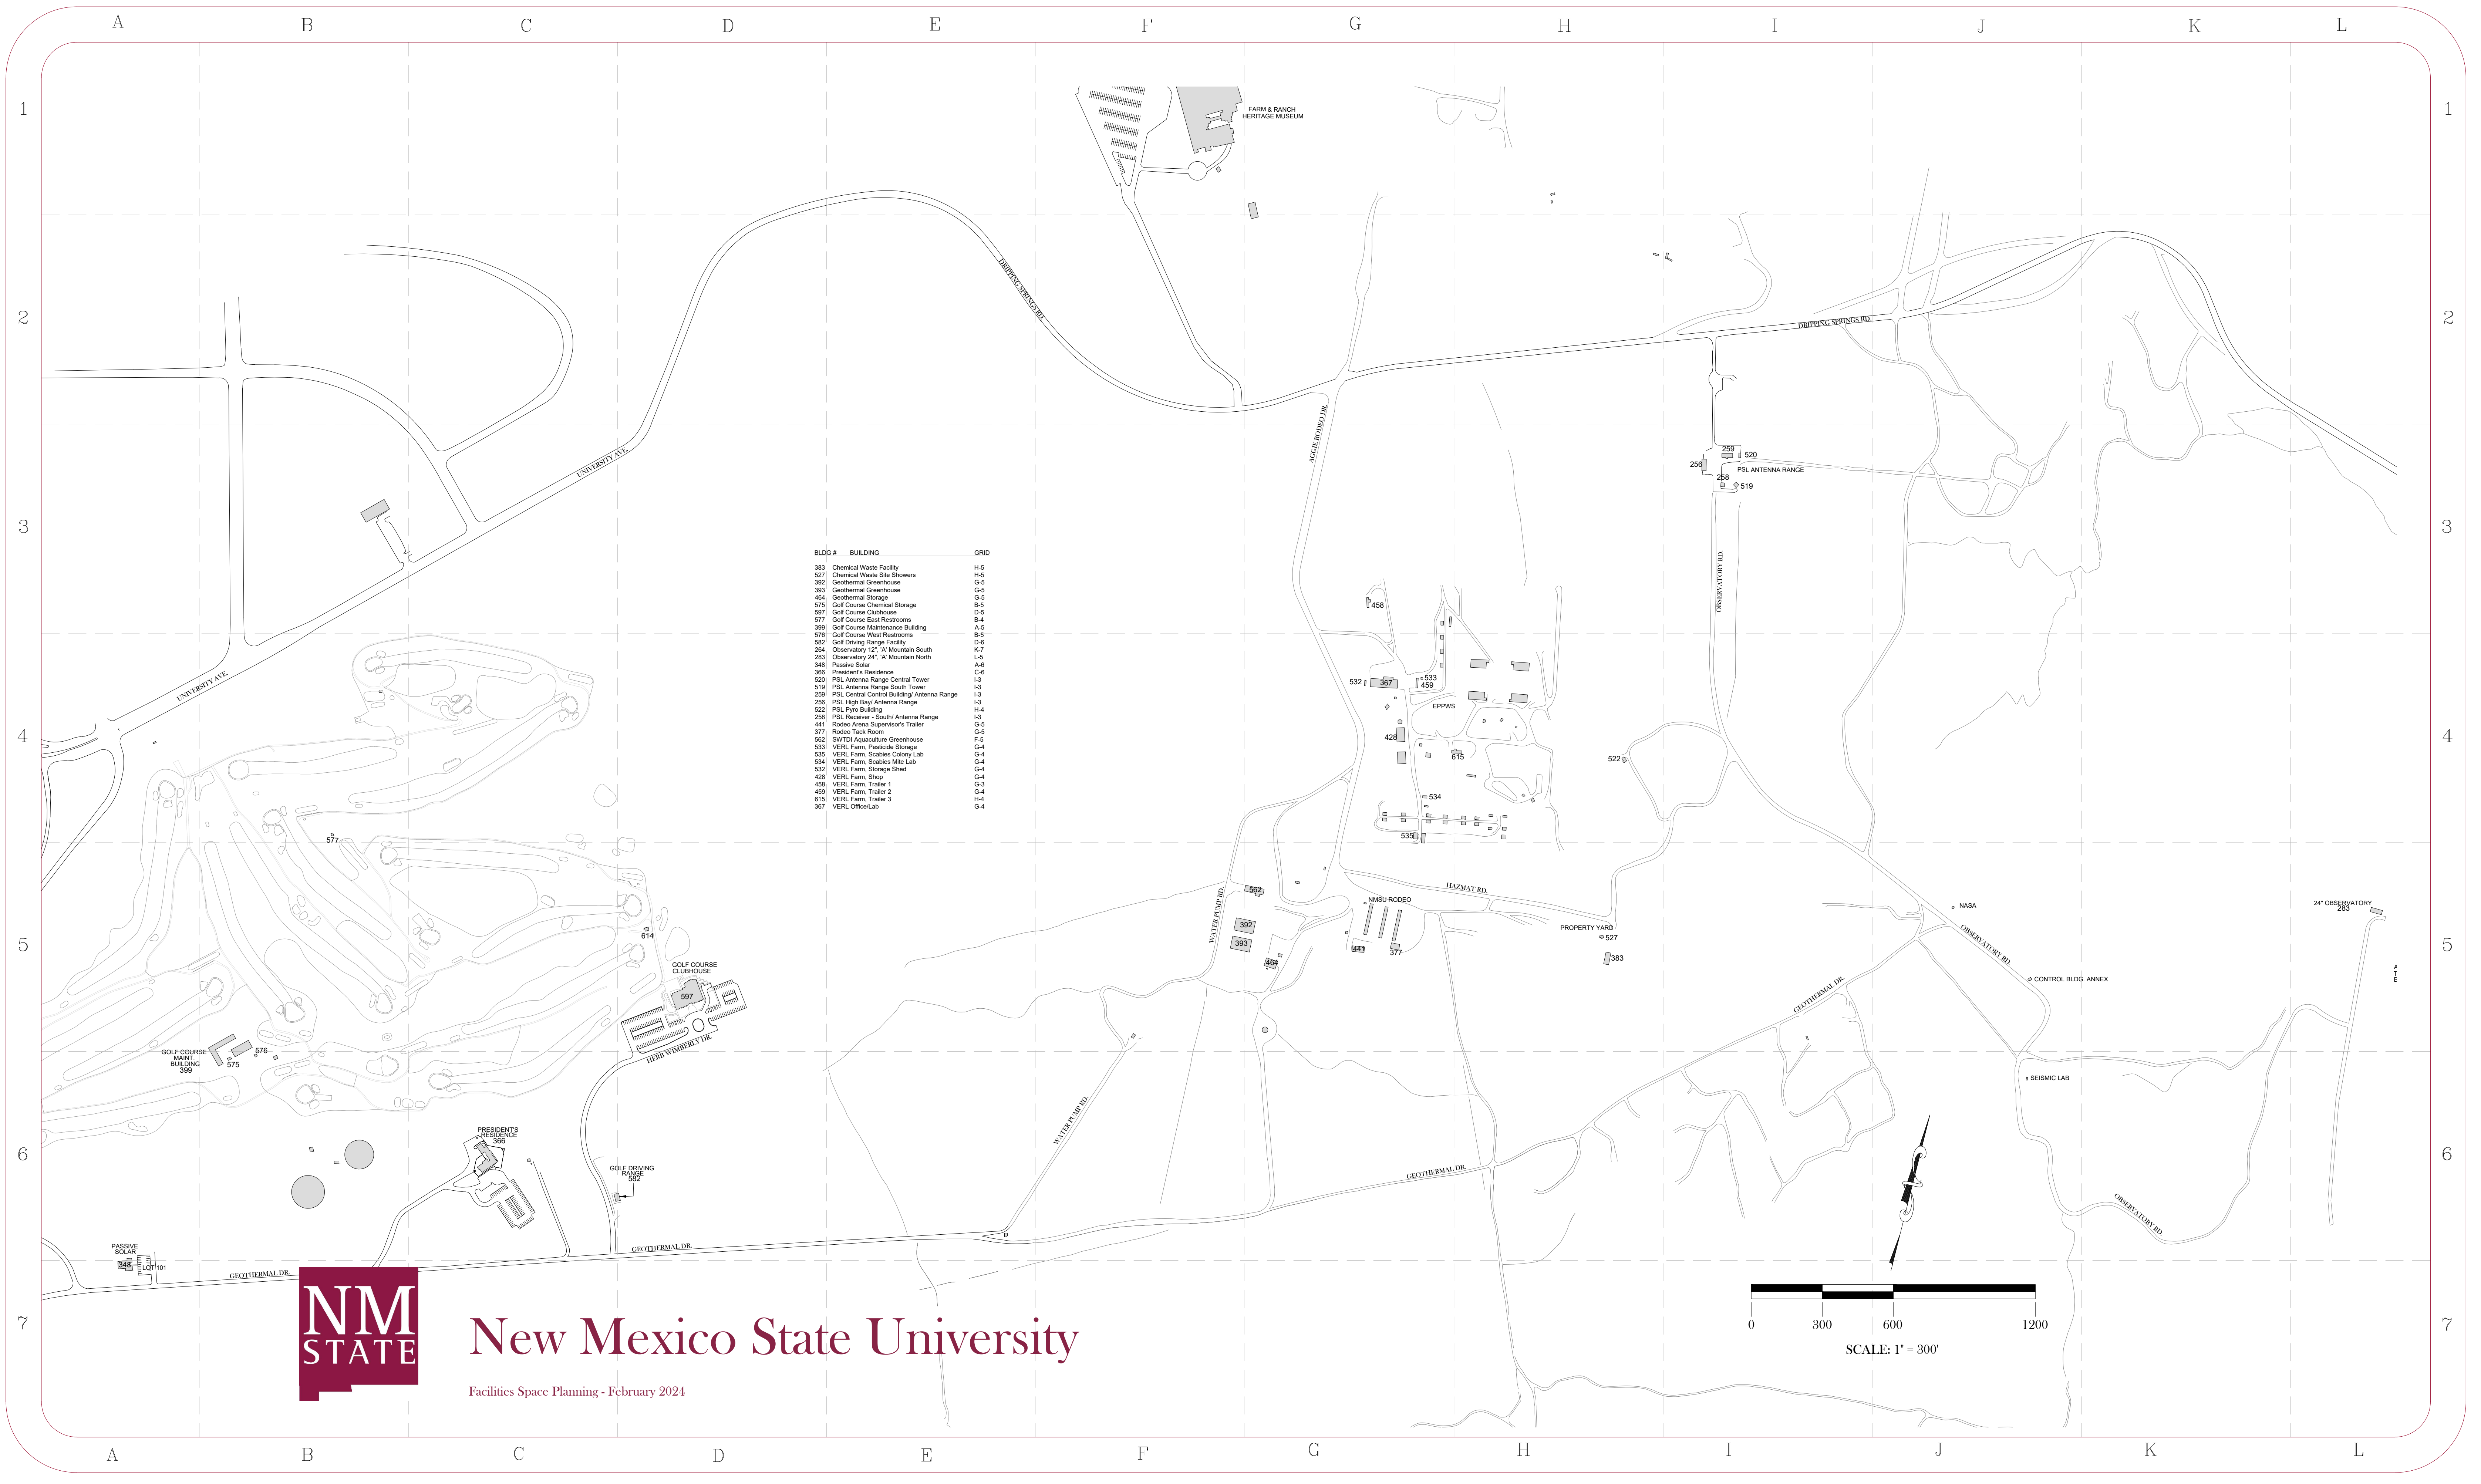 A B C D E F G H I J K L
1 1
FARM & RANCH
HERITAGE MUSEUM
2 2
DRIPPING SPRINGS RD.
DRIPPING SPRINGS RD.
AGGIE RODEO DR.
UNIVERSITY AVE.
259
520
256
PSL ANTENNA RANGE
258
519
3 3
OBSERVATORY RD.
BLDG # BUILDING GRID
383 Chemical Waste Facility H-5
527 Chemical Waste Site Showers H-5
392 Geothermal Greenhouse G-5
393 Geothermal Greenhouse G-5
464 Geothermal Storage G-5
575 Golf Course Chemical Storage B-5
597 Golf Course Clubhouse D-5
577 Golf Course East Restrooms B-4
399 Golf Course Maintenance Building A-5
576 Golf Course West Restrooms B-5
582 Golf Driving Range Facility D-6
264 Observatory 12", 'A' Mountain South K-7
283 Observatory 24", 'A' Mountain North L-5
348 Passive Solar A-6
366 President's Residence C-6
520 PSL Antenna Range Central Tower I-3
519 PSL Antenna Range South Tower I-3
259 PSL Central Control Building/ Antenna Range I-3
256 PSL High Bay/ Antenna Range I-3
522 PSL Pyro Building H-4
258 PSL Receiver - South/ Antenna Range I-3
441 Rodeo Arena Supervisor's Trailer G-5
377 Rodeo Tack Room G-5
562 SWTDI Aquaculture Greenhouse F-5
533 VERL Farm, Pesticide Storage G-4
535 VERL Farm, Scabies Colony Lab G-4
534 VERL Farm, Scabies Mite Lab G-4
532 VERL Farm, Storage Shed G-4
428 VERL Farm, Shop G-4
458 VERL Farm, Trailer 1 G-3
459 VERL Farm, Trailer 2 G-4
615 VERL Farm, Trailer 3 H-4
367 VERL Office/Lab G-4
458
UNIVERSITY AVE.
532
367
533
459
EPPWS
428
615
522
4 4
534
535
577
HAZMAT RD.
562
NMSU RODEO
WATER PUMP RD.
392
393
441
377
464
PROPERTY YARD
527
383
NASA
24" OBSERVATORY
283
OBSERVATORY RD.
CONTROL BLDG. ANNEX
A
T
E
5 5
614
GOLF COURSE
CLUBHOUSE
597
HERB WIMBERLY DR.
GEOTHERMAL DR.
GOLF COURSE
MAINT.
BUILDING
399
576
575
SEISMIC LAB
WATER PUMP RD.
PRESIDENT'S
RESIDENCE
366
6 6
GOLF DRIVING
RANGE
582
GEOTHERMAL DR.
OBSERVATORY RD.
PASSIVE
SOLAR
348
LOT 101
GEOTHERMAL DR.
GEOTHERMAL DR.
7 7
NM
STATE
New Mexico State University
Facilities Space Planning - February 2024
0 300 600 1200
SCALE: 1" = 300'
A B C D E F G H I J K L